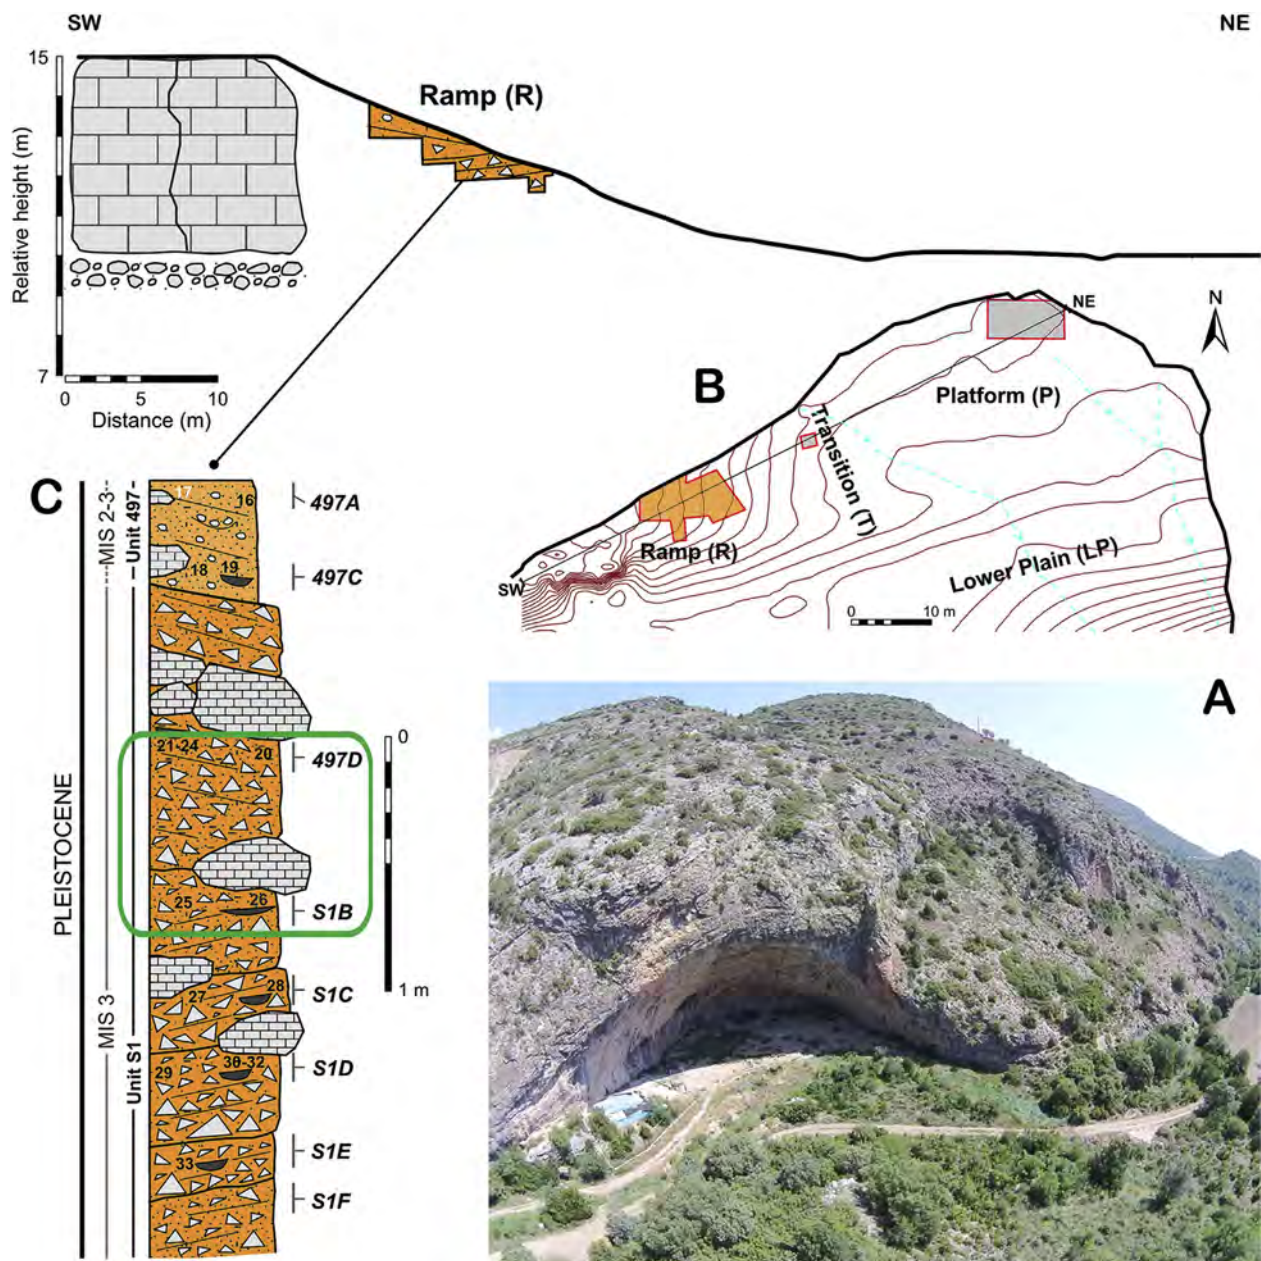 SW
NE
15
Ramp (R)
Relative height (m)
7
0 5 10
Distance (m)
B
N
NE
Platform (P)
Transition (T)
Ramp (R)
Lower Plain (LP)
SW
0 10 m
A
C
PLEISTOCENE
MIS 2-3
Unit 497
MIS 3
Unit S1
17
16
497A
18
19
497C
0
21-24
20
497D
25
26
S1B
1 m
27
28
S1C
29
30-32
S1D
33
S1E
S1F